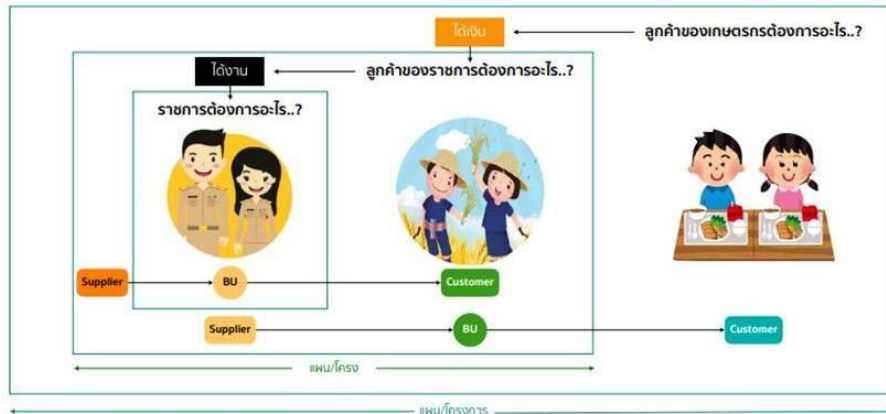 ได้เงิน
ลูกค้าของเกษตรกรต้องการอะไร..?
ได้งาน
ลูกค้าของราชการต้องการอะไร..?
ราชการต้องการอะไร..?
Supplier
BU
Customer
Supplier
BU
Customer
แผน/โครง
แผน/โครงการ